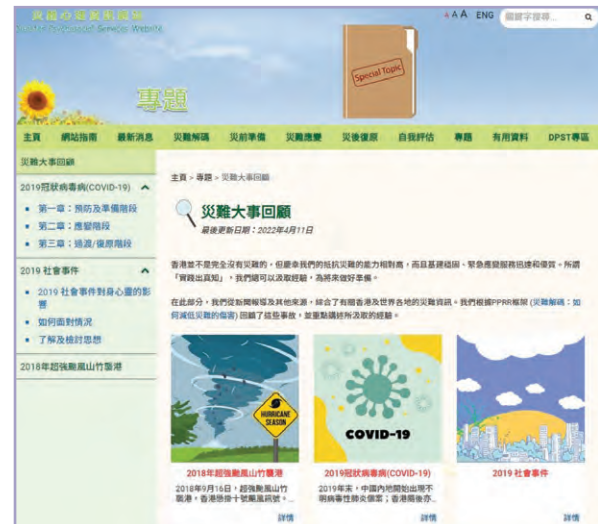 災難心理服務網站
Disaster Psychosocial Services Website
A A A ENG 關鍵字搜尋...
專題
Special Topic
主頁 網站指南 最新消息 災難解碼 災前準備 災難應變 災後復原 自我評估 專題 有用資料 DPST專區
災難大事回顧
2019冠狀病毒病(COVID-19)
第一章：預防及準備階段
第二章：應變階段
第三章：過渡/復原階段
2019 社會事件
2019 社會事件對身心靈的影響
如何面對情況
了解及檢討思想
2018年超強颱風山竹襲港
主頁 > 專題 > 災難大事回顧
災難大事回顧
最後更新日期：2022年4月11日
香港並不是完全沒有災難的，但慶幸我們的抵抗災難的能力相對高，而且基建穩固、緊急應變服務迅速和優質。所謂
「實踐出真知」，我們總可以汲取經驗，為將來做好準備。
在此部分，我們從新聞報導及其他來源，綜合了有關香港及世界各地的災難資訊。我們根據PPRR框架 (災難解碼：如
何減低災難的傷害) 回顧了這些事故，並重點講述所汲取的經驗。
HURRICANE
SEASON
COVID-19
2018年超強颱風山竹襲港
2018年9月16日，超強颱風山竹
襲港，香港懸掛十號颶風訊號。...
詳情
2019冠狀病毒病(COVID-19)
2019年末，中國內地開始出現不
明病毒性肺炎個案；香港隨後亦...
詳情
2019 社會事件
詳情